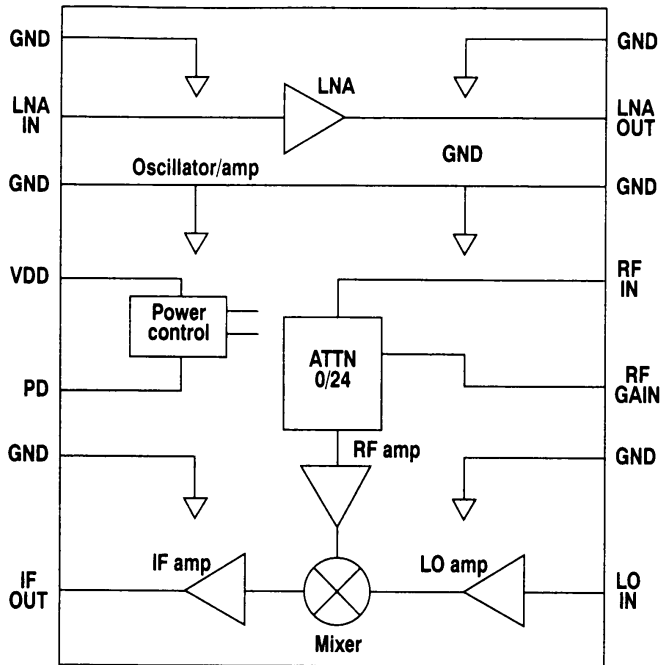 GND
GND
LNA
LNA
IN
LNA
OUT
Oscillator/amp
GND
GND
GND
VDD
RF
IN
Power
control
ATTN
0/24
PD
RF
GAIN
GND
RF amp
GND
IF amp
LO amp
IF
OUT
LO
IN
Mixer